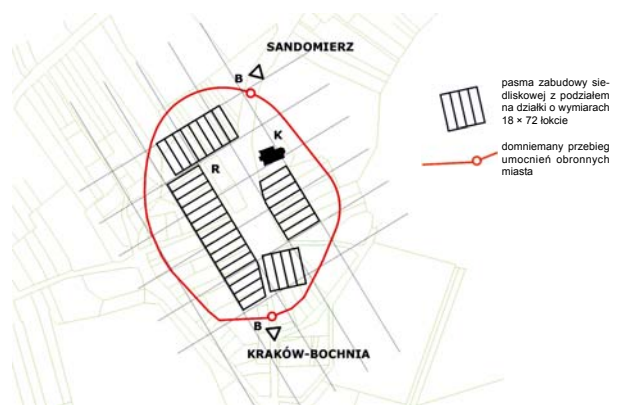 SANDOMIERZ
B
K
R
B
KRAKÓW-BOCHNIA
pasma zabudowy sie-
dliskowej z podziałem
na działki o wymiarach
18 × 72 łokcie
domniemany przebieg
umocnień obronnych
miasta